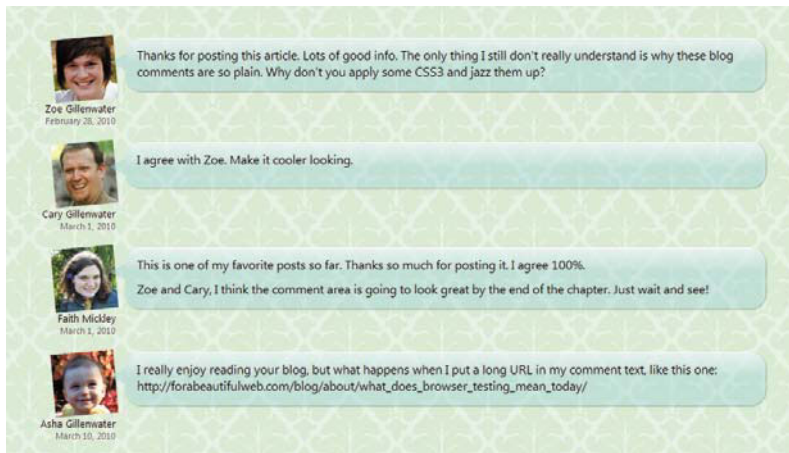 Thanks for posting this article. Lots of good info. The only thing I still don't really understand is why these blog
comments are so plain. Why don't you apply some CSS3 and jazz them up?
Zoe Gillenwater
February 28, 2010
I agree with Zoe. Make it cooler looking.
Cary Gillenwater
March 1, 2010
This is one of my favorite posts so far. Thanks so much for posting it. I agree 100%.
Zoe and Cary, I think the comment area is going to look great by the end of the chapter. Just wait and see!
Faith Mickley
March 1, 2010
I really enjoy reading your blog, but what happens when I put a long URL in my comment text, like this one:
http://forabeautifulweb.com/blog/about/what_does_browser_testing_mean_today/
Asha Gillenwater
March 10, 2010